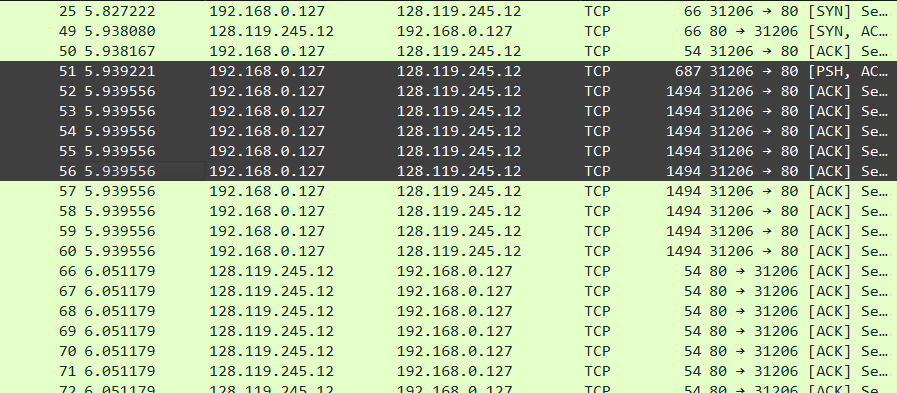 25 5.827222 192.168.0.127 128.119.245.12 TCP 66 31206 → 80 [SYN] Se…
49 5.938080 128.119.245.12 192.168.0.127 TCP 66 80 → 31206 [SYN, AC…
50 5.938167 192.168.0.127 128.119.245.12 TCP 54 31206 → 80 [ACK] Se…
51 5.939221 192.168.0.127 128.119.245.12 TCP 687 31206 → 80 [PSH, AC…
52 5.939556 192.168.0.127 128.119.245.12 TCP 1494 31206 → 80 [ACK] Se…
53 5.939556 192.168.0.127 128.119.245.12 TCP 1494 31206 → 80 [ACK] Se…
54 5.939556 192.168.0.127 128.119.245.12 TCP 1494 31206 → 80 [ACK] Se…
55 5.939556 192.168.0.127 128.119.245.12 TCP 1494 31206 → 80 [ACK] Se…
56 5.939556 192.168.0.127 128.119.245.12 TCP 1494 31206 → 80 [ACK] Se…
57 5.939556 192.168.0.127 128.119.245.12 TCP 1494 31206 → 80 [ACK] Se…
58 5.939556 192.168.0.127 128.119.245.12 TCP 1494 31206 → 80 [ACK] Se…
59 5.939556 192.168.0.127 128.119.245.12 TCP 1494 31206 → 80 [ACK] Se…
60 5.939556 192.168.0.127 128.119.245.12 TCP 1494 31206 → 80 [ACK] Se…
66 6.051179 128.119.245.12 192.168.0.127 TCP 54 80 → 31206 [ACK] Se…
67 6.051179 128.119.245.12 192.168.0.127 TCP 54 80 → 31206 [ACK] Se…
68 6.051179 128.119.245.12 192.168.0.127 TCP 54 80 → 31206 [ACK] Se…
69 6.051179 128.119.245.12 192.168.0.127 TCP 54 80 → 31206 [ACK] Se…
70 6.051179 128.119.245.12 192.168.0.127 TCP 54 80 → 31206 [ACK] Se…
71 6.051179 128.119.245.12 192.168.0.127 TCP 54 80 → 31206 [ACK] Se…
72 6.051179 128.119.245.12 192.168.0.127 TCP 54 80 → 31206 [ACK] Se…